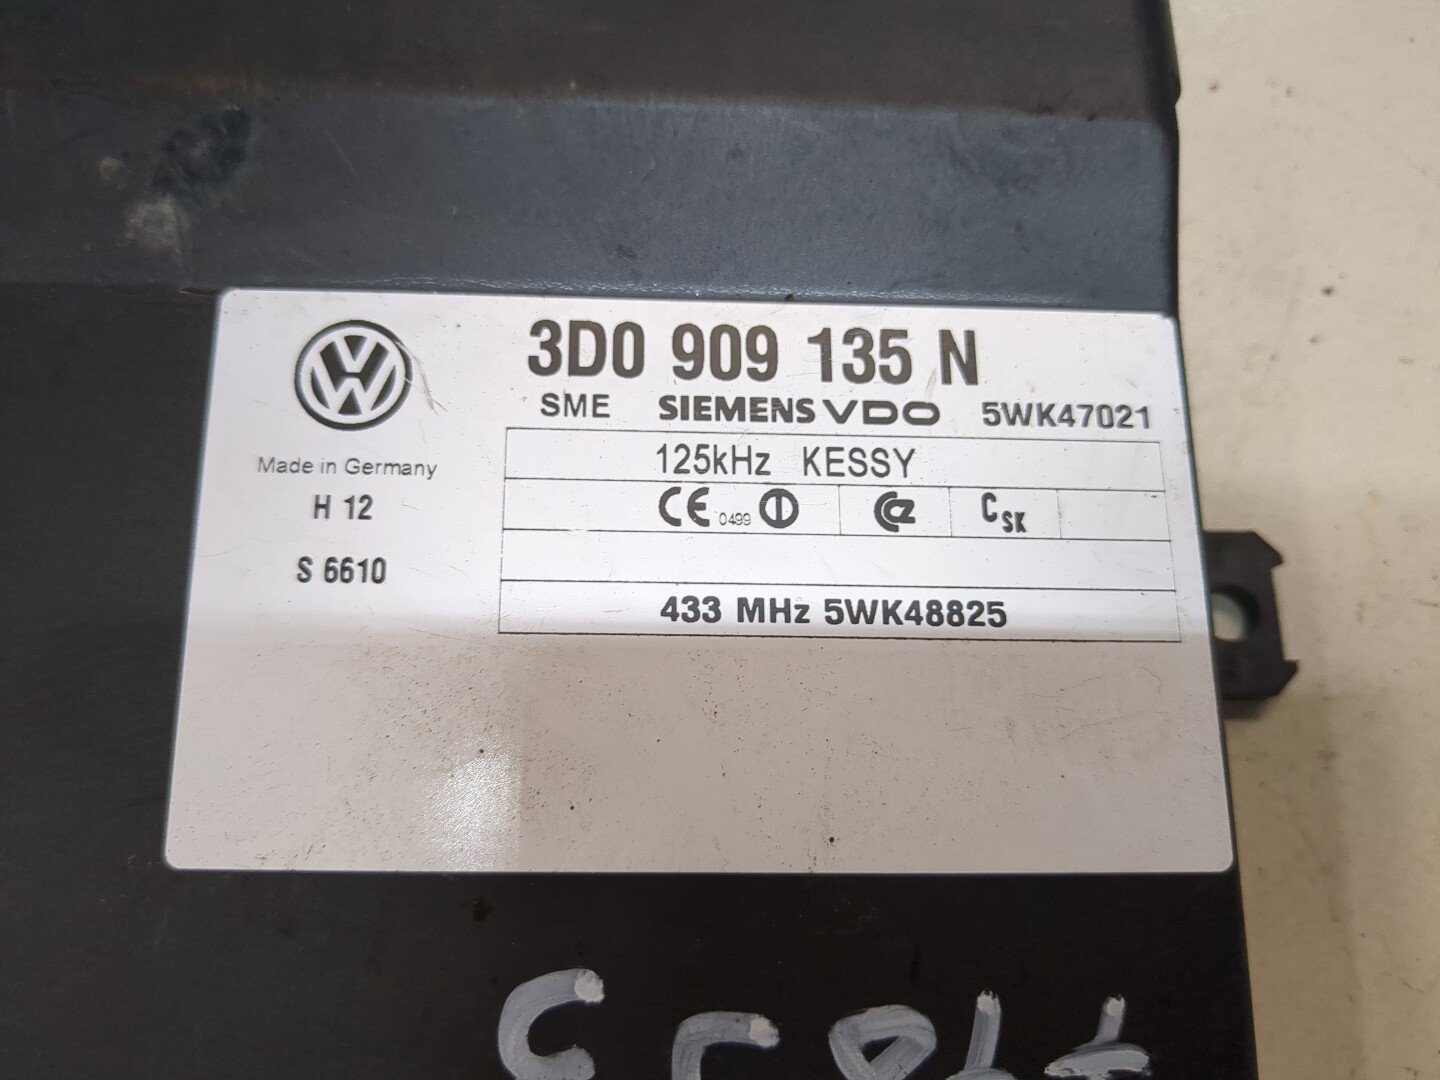 3D0 909 135 N
SME SIEMENS VDO 5WK47021
Made in Germany
125kHz KESSY
H 12
CE 0499
CSK
S 6610
433 MHz 5WK48825